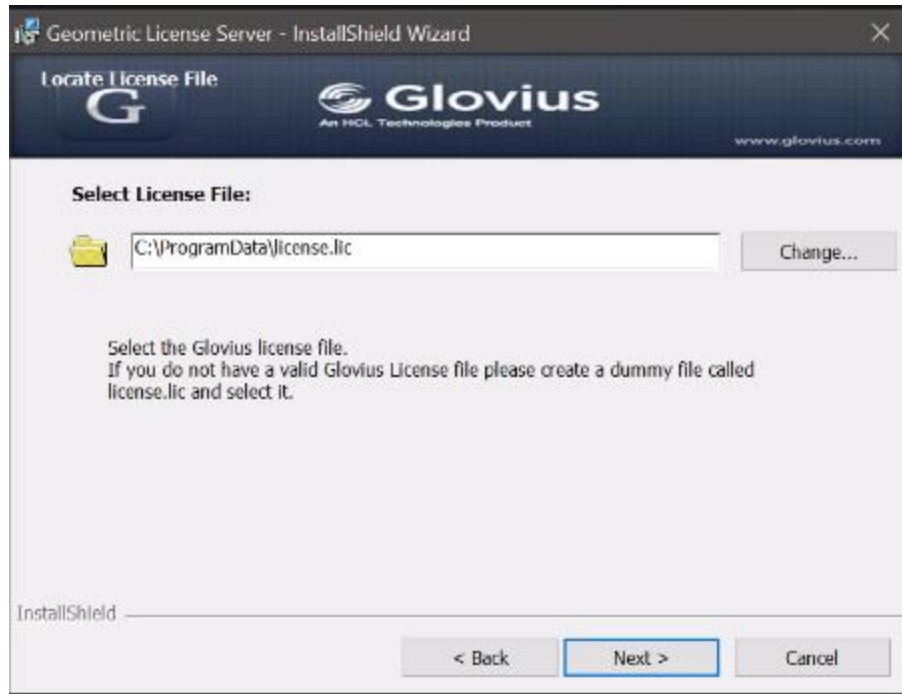 Geometric License Server - InstallShield Wizard
Locate License File
G
Glovius
An HCL Technologies Product
www.glovius.com
Select License File:
C:\ProgramData\license.lic
Change...
Select the Glovius license file.
If you do not have a valid Glovius License file please create a dummy file called
license.lic and select it.
InstallShield
< Back
Next >
Cancel